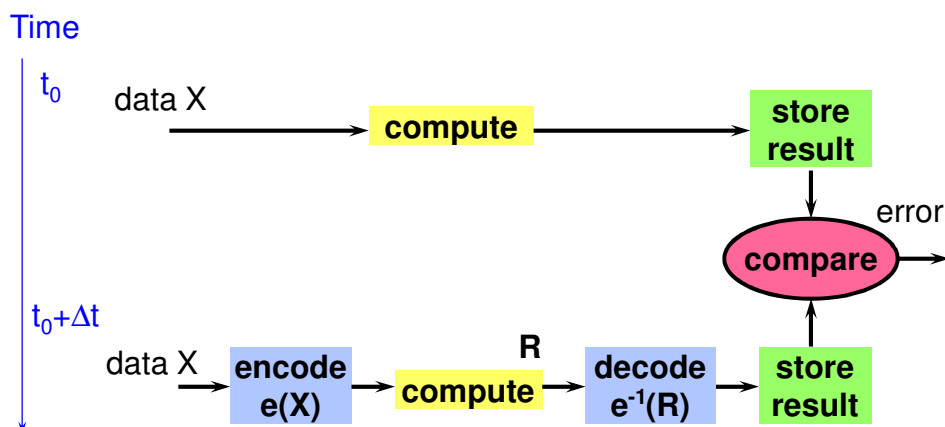 Time
t₀
data X
compute
store
result
error
compare
t₀+Δt
data X
encode
e(X)
compute
R
decode
e⁻¹(R)
store
result